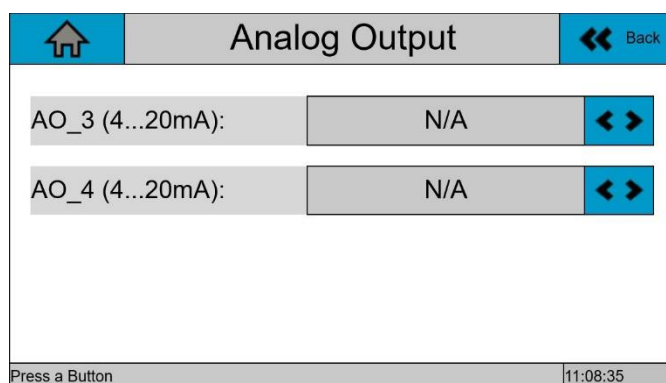 Analog Output
Back
AO_3 (4...20mA): N/A
AO_4 (4...20mA): N/A
Press a Button 11:08:35